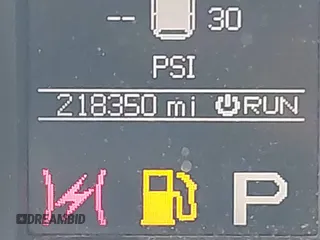 -- 30
PSI
218350 mi RUN
P
DREAMBID